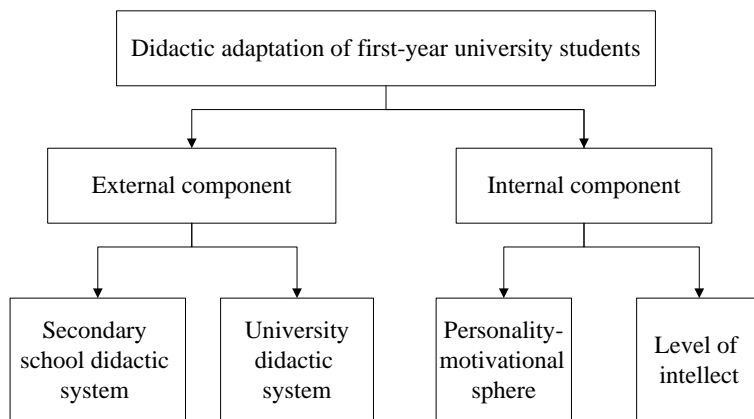 Didactic adaptation of first-year university students
External component
Internal component
Secondary
school didactic
system
University
didactic
system
Personality-
motivational
sphere
Level of
intellect